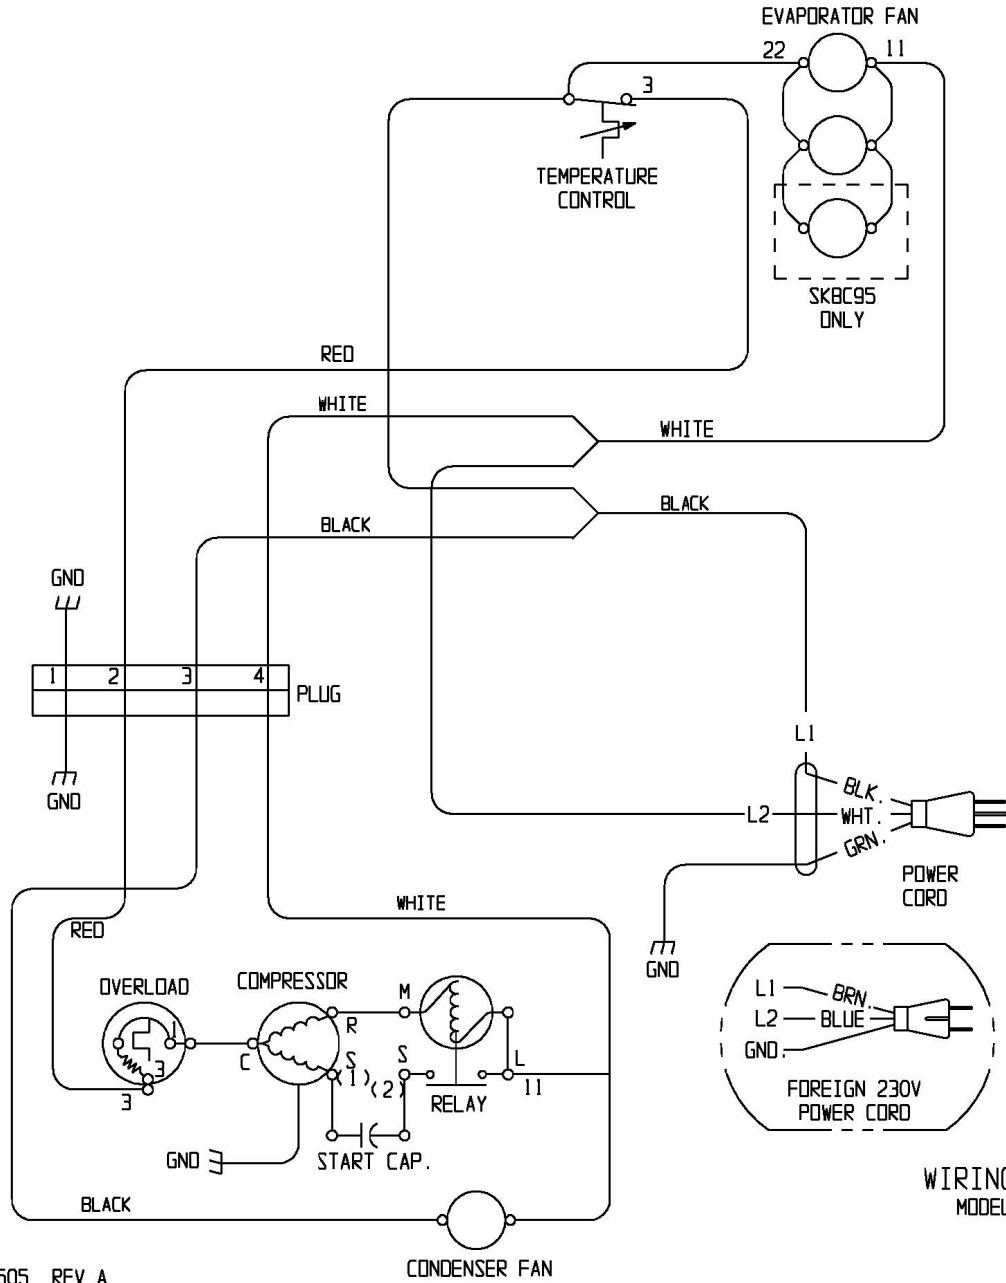 EVAPORATOR FAN
22
11
3
TEMPERATURE
CONTROL
SKBC95
ONLY
RED
WHITE
WHITE
BLACK
BLACK
GND
1
2
3
4
PLUG
GND
L1
BLK.
L2
WHT.
GRN.
POWER
CORD
GND
WHITE
RED
OVERLOAD
1
3
3
COMPRESSOR
C
R
S
(1)
(2)
M
S
L
11
RELAY
START CAP.
GND
L1
BRN.
L2
BLUE
GND.
FOREIGN 230V
POWER CORD
WIRING
MODEL
BLACK
CONDENSER FAN
505 REV A